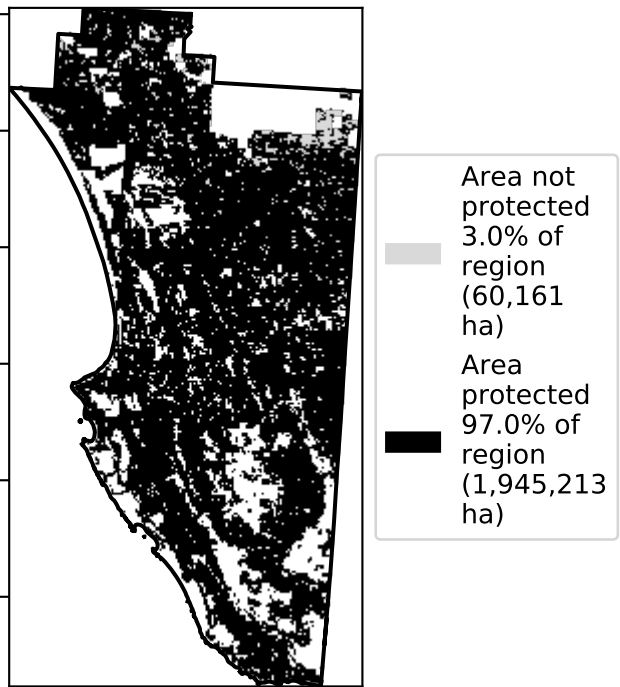 Area not
protected
3.0% of
region
(60,161
ha)
Area
protected
97.0% of
region
(1,945,213
ha)